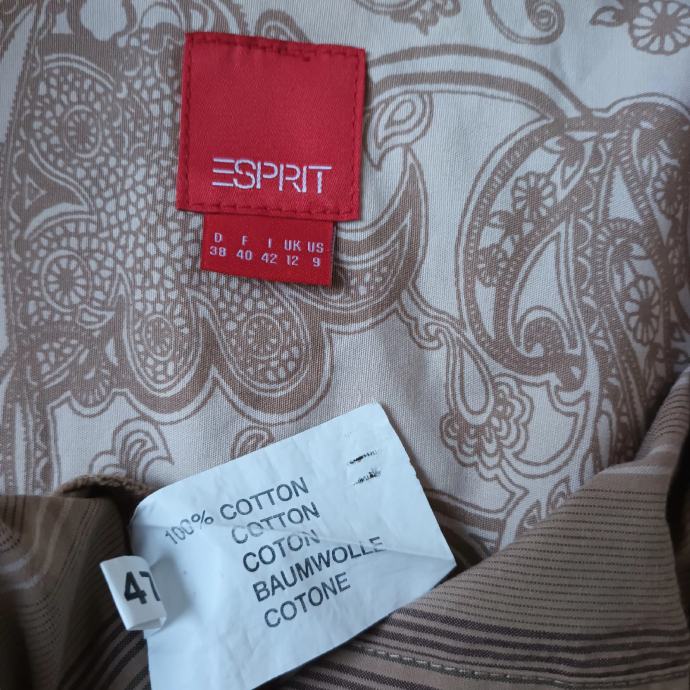 ESPRIT
D F I UK US
38 40 42 12 9
100% COTTON
COTTON
COTON
BAUMWOLLE
COTONE
47